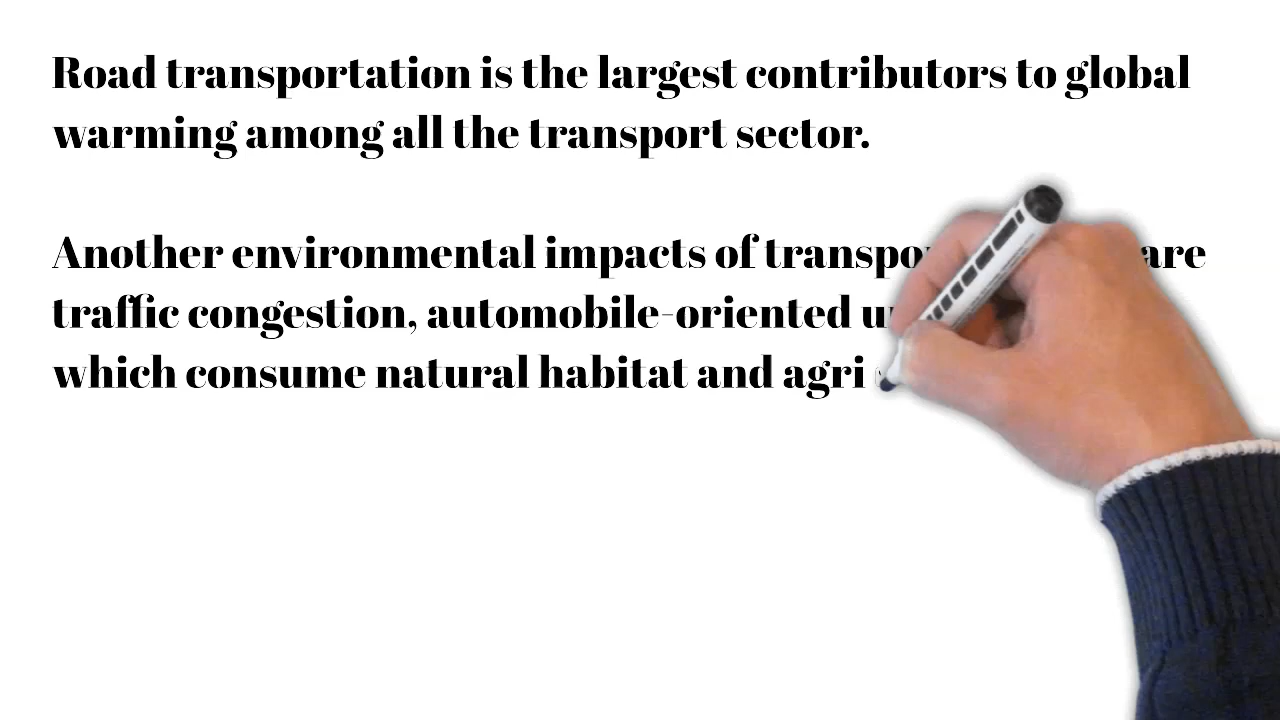 Road transportation is the largest contributors to global
warming among all the transport sector.
Another environmental impacts of are
traffic congestion, automobile-oriented
which consume natural habitat and agri